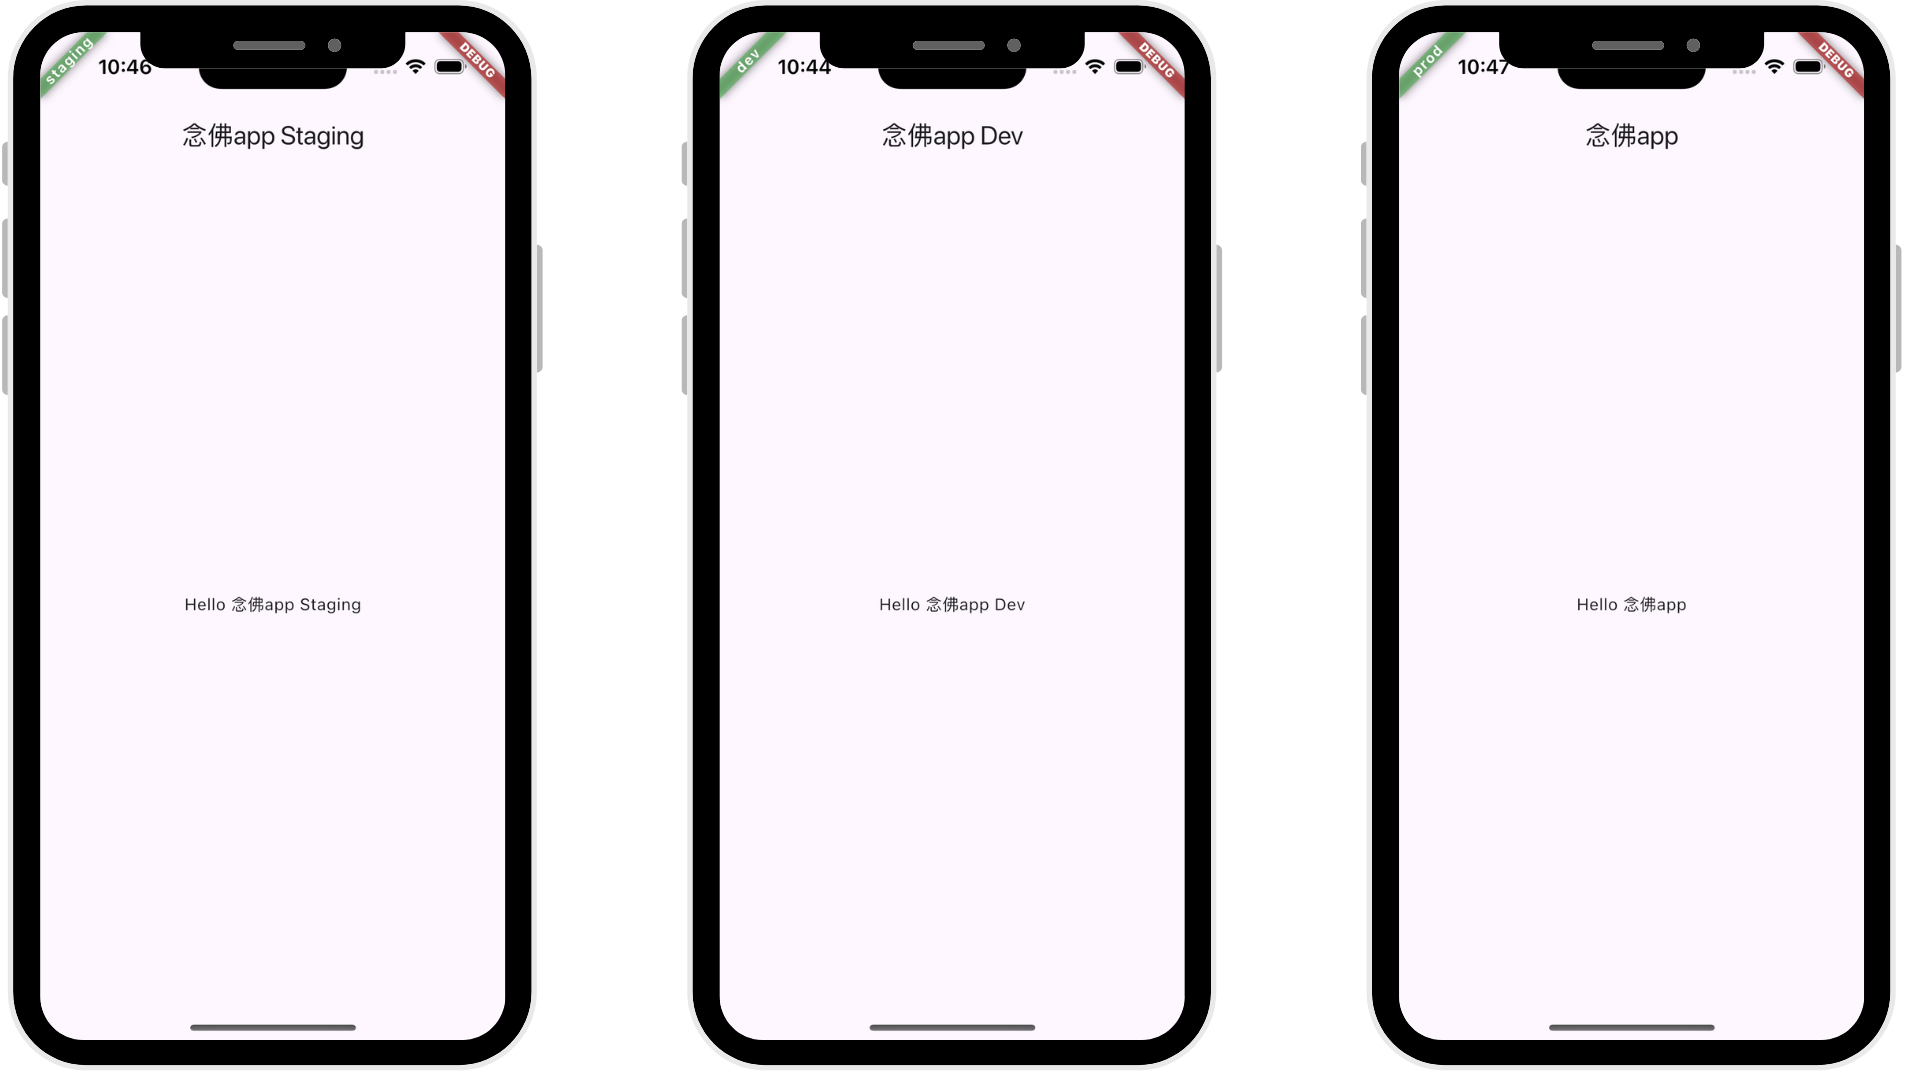 staging
10:46
DEBUG
念佛app Staging
Hello 念佛app Staging
dev
10:44
DEBUG
念佛app Dev
Hello 念佛app Dev
prod
10:47
DEBUG
念佛app
Hello 念佛app